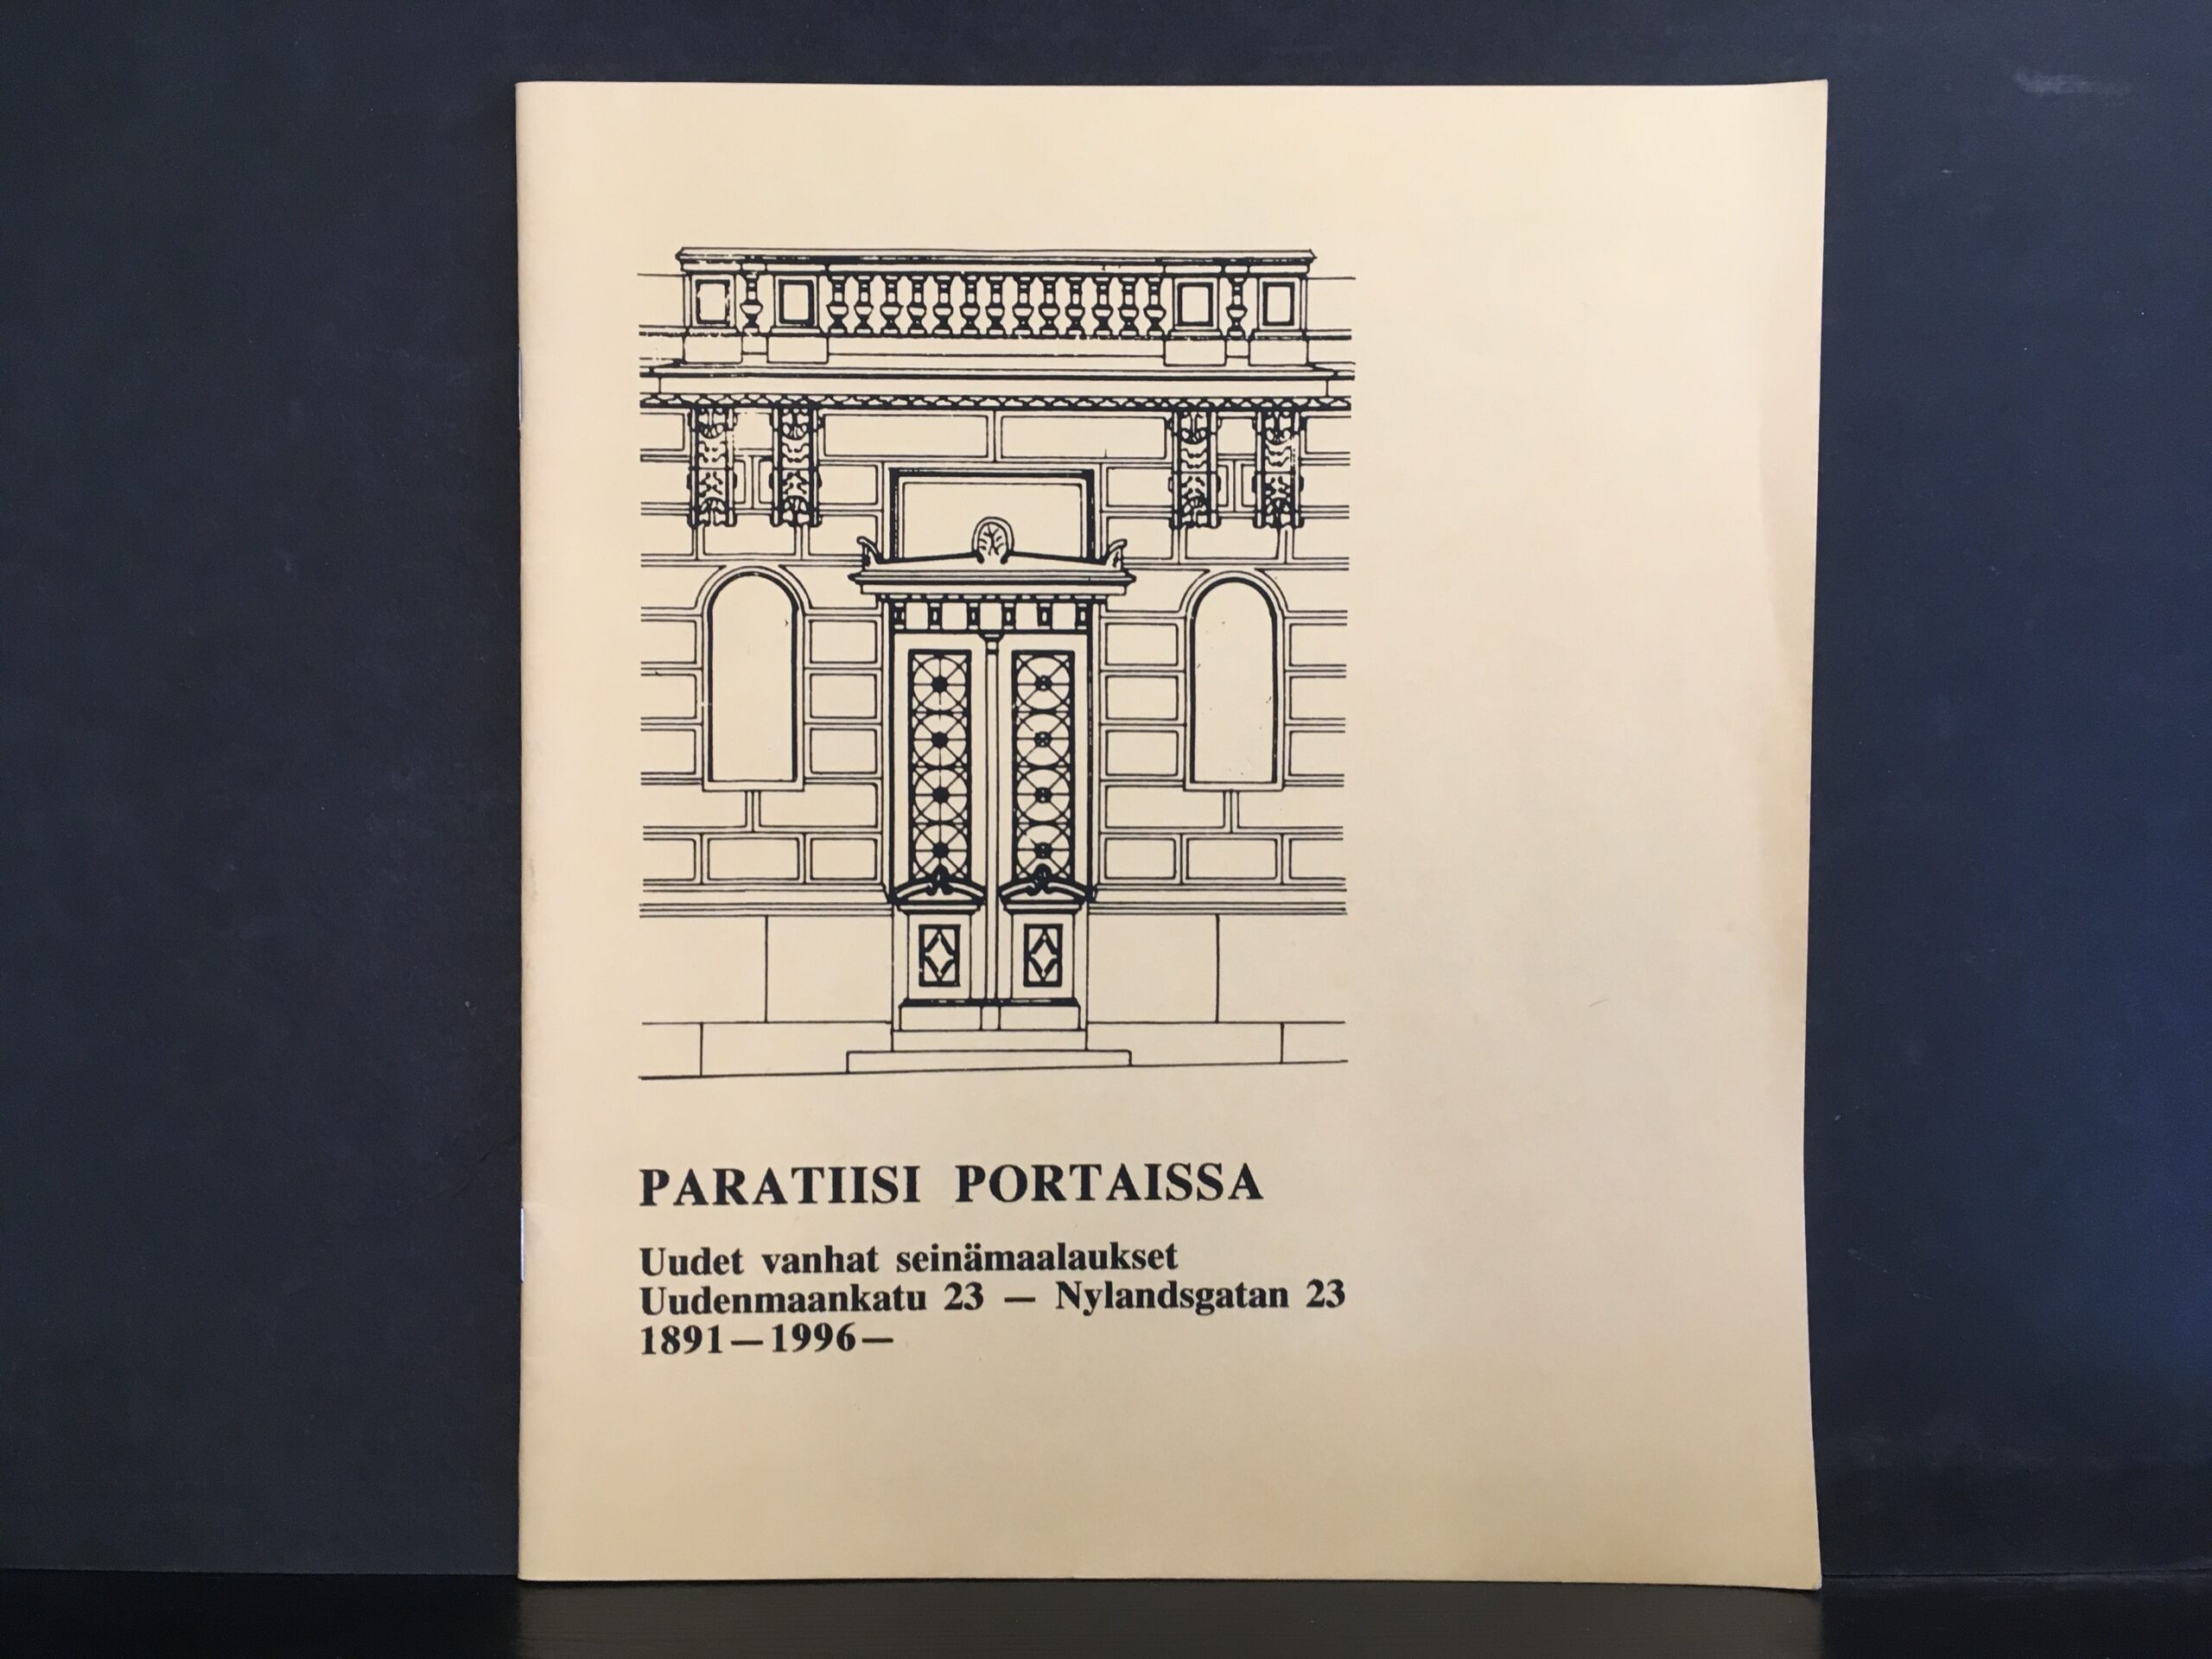 PARATIISI PORTAISSA
Uudet vanhat seinämaalaukset
Uudenmaankatu 23 — Nylandsgatan 23
1891—1996—